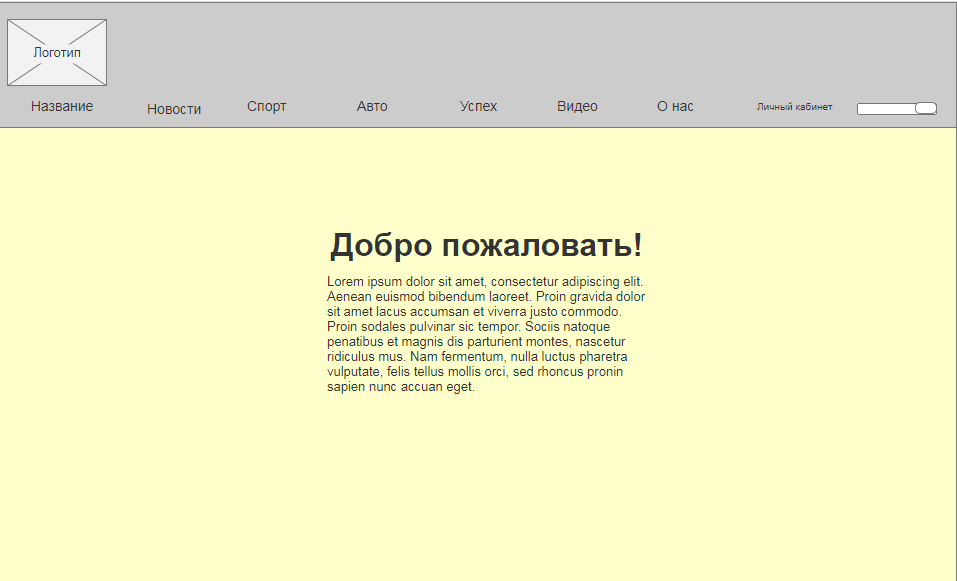 Логотип
Название Новости Спорт Авто Успех Видео О нас Личный кабинет
Добро пожаловать!
Lorem ipsum dolor sit amet, consectetur adipiscing elit.
Aenean euismod bibendum laoreet. Proin gravida dolor
sit amet lacus accumsan et viverra justo commodo.
Proin sodales pulvinar sic tempor. Sociis natoque
penatibus et magnis dis parturient montes, nascetur
ridiculus mus. Nam fermentum, nulla luctus pharetra
vulputate, felis tellus mollis orci, sed rhoncus pronin
sapien nunc accuan eget.